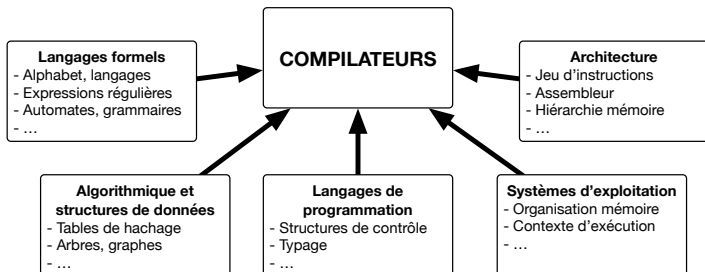 COMPILATEURS
Langages formels
- Alphabet, langages
- Expressions régulières
- Automates, grammaires
- ...
Architecture
- Jeu d'instructions
- Assembleur
- Hiérarchie mémoire
- ...
Algorithmique et
structures de données
- Tables de hachage
- Arbres, graphes
- ...
Langages de
programmation
- Structures de contrôle
- Typage
- ...
Systèmes d'exploitation
- Organisation mémoire
- Contexte d'exécution
- ...